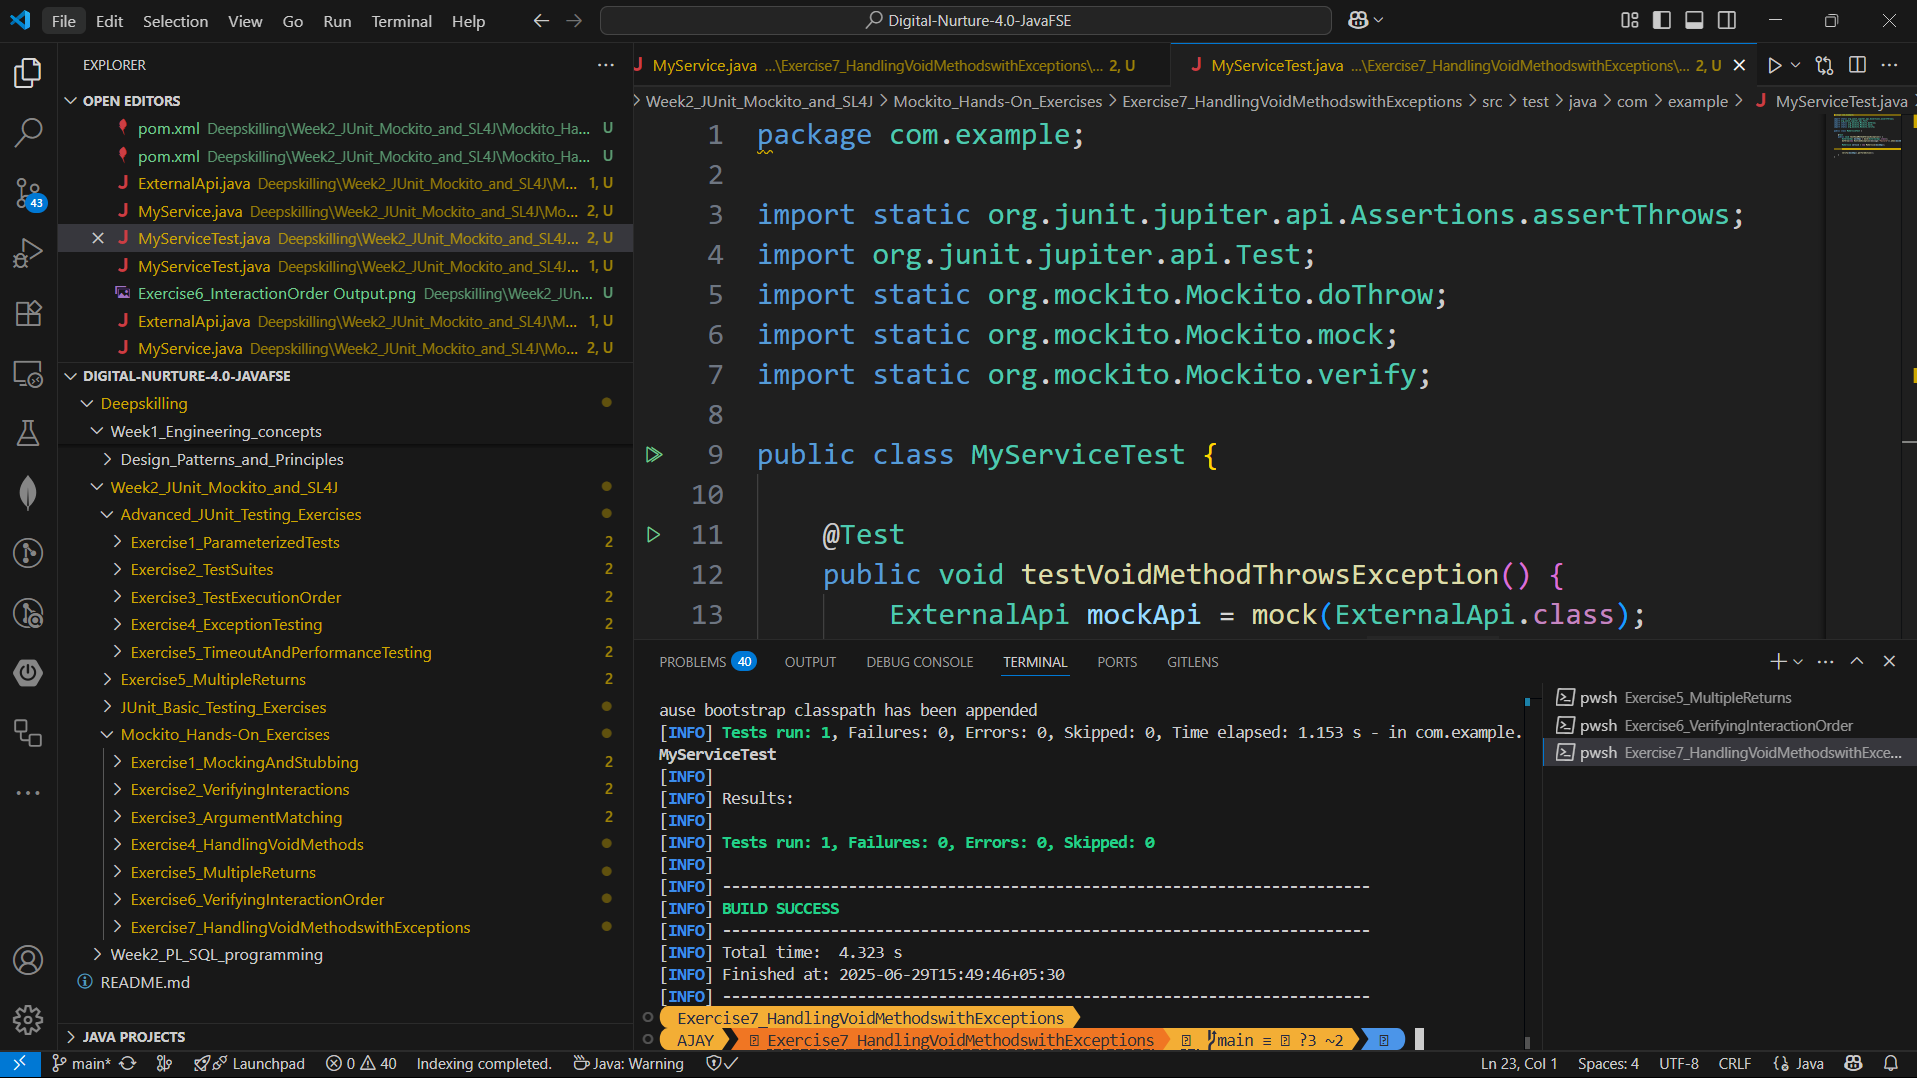 File Edit Selection View Go Run Terminal Help
Digital-Nurture-4.0-JavaFSE
EXPLORER
OPEN EDITORS
pom.xml Deepskilling\Week2_JUnit_Mockito_and_SL4J\Mockito_Ha... U
pom.xml Deepskilling\Week2_JUnit_Mockito_and_SL4J\Mockito_Ha... U
ExternalApi.java Deepskilling\Week2_JUnit_Mockito_and_SL4J\M... 1, U
MyService.java Deepskilling\Week2_JUnit_Mockito_and_SL4J\Mo... 2, U
MyServiceTest.java Deepskilling\Week2_JUnit_Mockito_and_SL4J... 2, U
MyServiceTest.java Deepskilling\Week2_JUnit_Mockito_and_SL4J... 1, U
Exercise6_InteractionOrder Output.png Deepskilling\Week2_JUn... U
ExternalApi.java Deepskilling\Week2_JUnit_Mockito_and_SL4J\M... 1, U
MyService.java Deepskilling\Week2_JUnit_Mockito_and_SL4J\Mo... 2, U
DIGITAL-NURTURE-4.0-JAVAFSE
Deepskilling
Week1_Engineering_concepts
Design_Patterns_and_Principles
Week2_JUnit_Mockito_and_SL4J
Advanced_JUnit_Testing_Exercises
Exercise1_ParameterizedTests 2
Exercise2_TestSuites 2
Exercise3_TestExecutionOrder 2
Exercise4_ExceptionTesting 2
Exercise5_TimeoutAndPerformanceTesting 2
Exercise5_MultipleReturns 2
JUnit_Basic_Testing_Exercises
Mockito_Hands-On_Exercises
Exercise1_MockingAndStubbing 2
Exercise2_VerifyingInteractions 2
Exercise3_ArgumentMatching 2
Exercise4_HandlingVoidMethods
Exercise5_MultipleReturns
Exercise6_VerifyingInteractionOrder
Exercise7_HandlingVoidMethodswithExceptions
Week2_PL_SQL_programming
README.md
JAVA PROJECTS
43
MyService.java ...\Exercise7_HandlingVoidMethodswithExceptions\... 2, U
MyServiceTest.java ...\Exercise7_HandlingVoidMethodswithExceptions\... 2, U
Week2_JUnit_Mockito_and_SL4J > Mockito_Hands-On_Exercises > Exercise7_HandlingVoidMethodswithExceptions > src > test > java > com > example > MyServiceTest.java
1 package com.example;
2
3 import static org.junit.jupiter.api.Assertions.assertThrows;
4 import org.junit.jupiter.api.Test;
5 import static org.mockito.Mockito.doThrow;
6 import static org.mockito.Mockito.mock;
7 import static org.mockito.Mockito.verify;
8
9 public class MyServiceTest {
10
11 @Test
12 public void testVoidMethodThrowsException() {
13 ExternalApi mockApi = mock(ExternalApi.class);
PROBLEMS 40 OUTPUT DEBUG CONSOLE TERMINAL PORTS GITLENS
ause bootstrap classpath has been appended
[INFO] Tests run: 1, Failures: 0, Errors: 0, Skipped: 0, Time elapsed: 1.153 s - in com.example.
MyServiceTest
[INFO]
[INFO] Results:
[INFO]
[INFO] Tests run: 1, Failures: 0, Errors: 0, Skipped: 0
[INFO]
[INFO] ------------------------------------------------------------------------
[INFO] BUILD SUCCESS
[INFO] ------------------------------------------------------------------------
[INFO] Total time:  4.323 s
[INFO] Finished at: 2025-06-29T15:49:46+05:30
[INFO] ------------------------------------------------------------------------
Exercise7_HandlingVoidMethodswithExceptions
AJAY Exercise7_HandlingVoidMethodswithExceptions main ≡ ?3 ~2
pwsh Exercise5_MultipleReturns
pwsh Exercise6_VerifyingInteractionOrder
pwsh Exercise7_HandlingVoidMethodswithExce...
main* Launchpad 0 40 Indexing completed. Java: Warning Ln 23, Col 1 Spaces: 4 UTF-8 CRLF {} Java